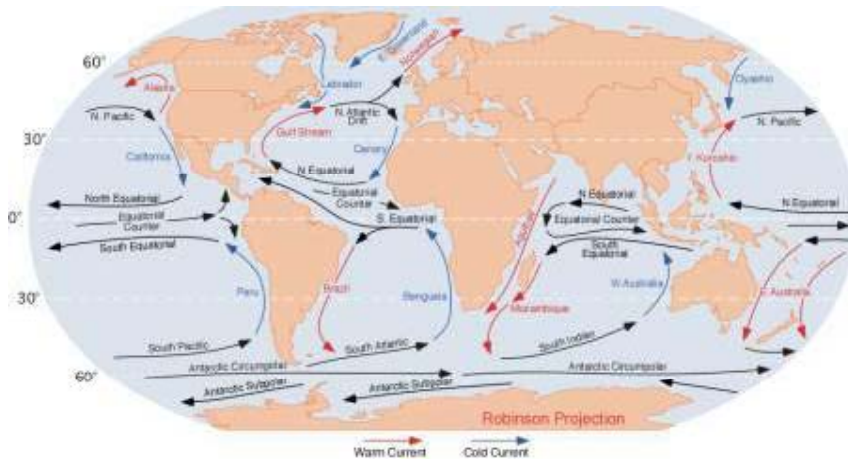 60°
30°
0°
30°
60°
Alaska
N. Pacific
California
North Equatorial
Equatorial
Counter
South Equatorial
Peru
South Pacific
Antarctic Circumpolar
Antarctic Subpolar
Labrador
E. Greenland
Norwegian
N. Atlantic
Drift
Gulf Stream
Canary
N Equatorial
Equatorial
Counter
S. Equatorial
Brazil
Benguela
South Atlantic
Antarctic Subpolar
Agulhas
Mozambique
N Equatorial
Equatorial Counter
South
Equatorial
W Australia
South Indian
Antarctic Circumpolar
Oyashio
N. Pacific
Kuroshio
N Equatorial
E. Australia
Robinson Projection
Warm Current
Cold Current